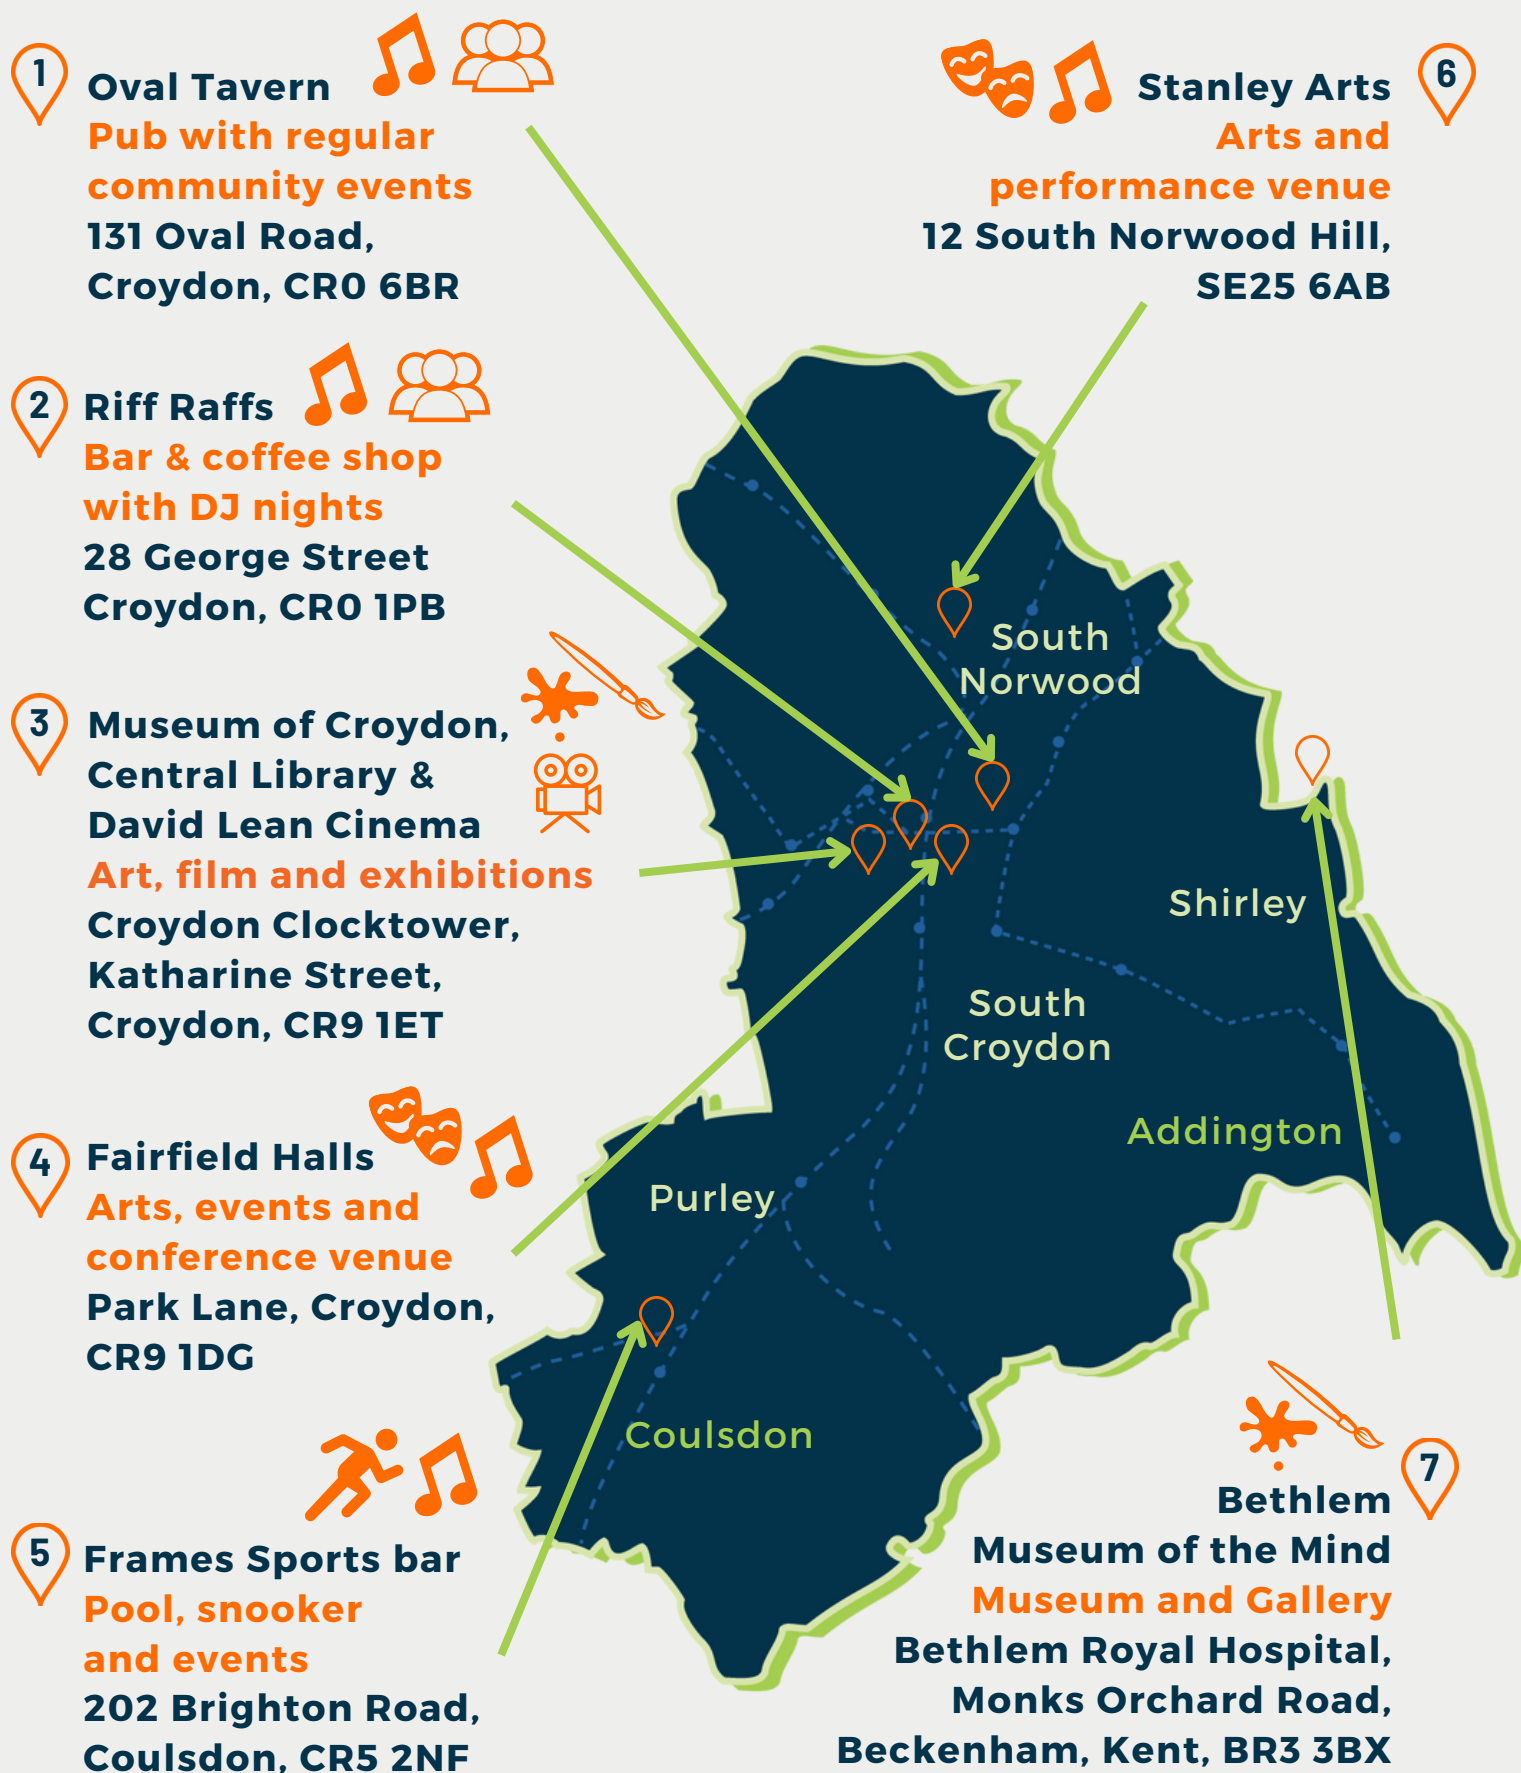 1
Oval Tavern
Pub with regular
community events
131 Oval Road,
Croydon, CR0 6BR
2
Riff Raffs
Bar & coffee shop
with DJ nights
28 George Street
Croydon, CR0 1PB
3
Museum of Croydon,
Central Library &
David Lean Cinema
Art, film and exhibitions
Croydon Clocktower,
Katharine Street,
Croydon, CR9 1ET
4
Fairfield Halls
Arts, events and
conference venue
Park Lane, Croydon,
CR9 1DG
5
Frames Sports bar
Pool, snooker
and events
202 Brighton Road,
Coulsdon, CR5 2NF
6
Stanley Arts
Arts and
performance venue
12 South Norwood Hill,
SE25 6AB
South
Norwood
Shirley
South
Croydon
Addington
Purley
Coulsdon
7
Bethlem
Museum of the Mind
Museum and Gallery
Bethlem Royal Hospital,
Monks Orchard Road,
Beckenham, Kent, BR3 3BX